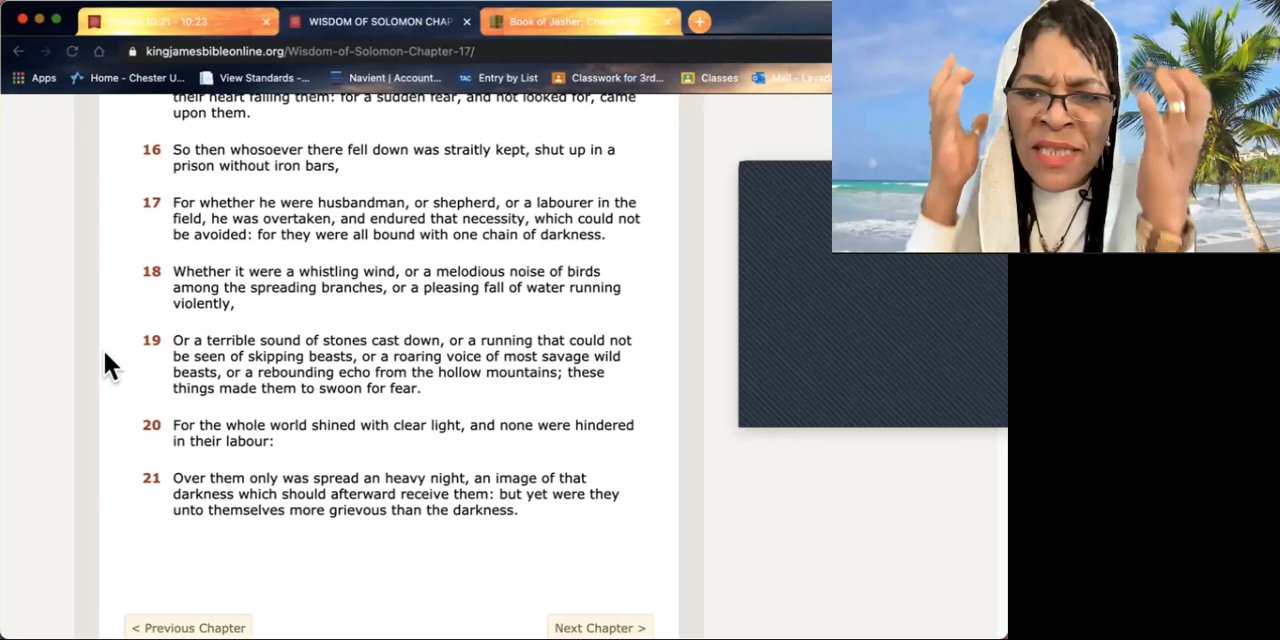 10:21 - 10:23
WISDOM OF SOLOMON CHAP
Book of Jasher, Chapter
kingjamesbibleonline.org/Wisdom-of-Solomon-Chapter-17/
Apps
Home - Chester U...
View Standards -...
Navient | Account...
TAC Entry by List
Classwork for 3rd...
Classes
Mail - Lavad
their heart failing them: for a sudden fear, and not looked for, came
upon them.
16 So then whosoever there fell down was straitly kept, shut up in a
prison without iron bars,
17 For whether he were husbandman, or shepherd, or a labourer in the
field, he was overtaken, and endured that necessity, which could not
be avoided: for they were all bound with one chain of darkness.
18 Whether it were a whistling wind, or a melodious noise of birds
among the spreading branches, or a pleasing fall of water running
violently,
19 Or a terrible sound of stones cast down, or a running that could not
be seen of skipping beasts, or a roaring voice of most savage wild
beasts, or a rebounding echo from the hollow mountains; these
things made them to swoon for fear.
20 For the whole world shined with clear light, and none were hindered
in their labour:
21 Over them only was spread an heavy night, an image of that
darkness which should afterward receive them: but yet were they
unto themselves more grievous than the darkness.
< Previous Chapter
Next Chapter >